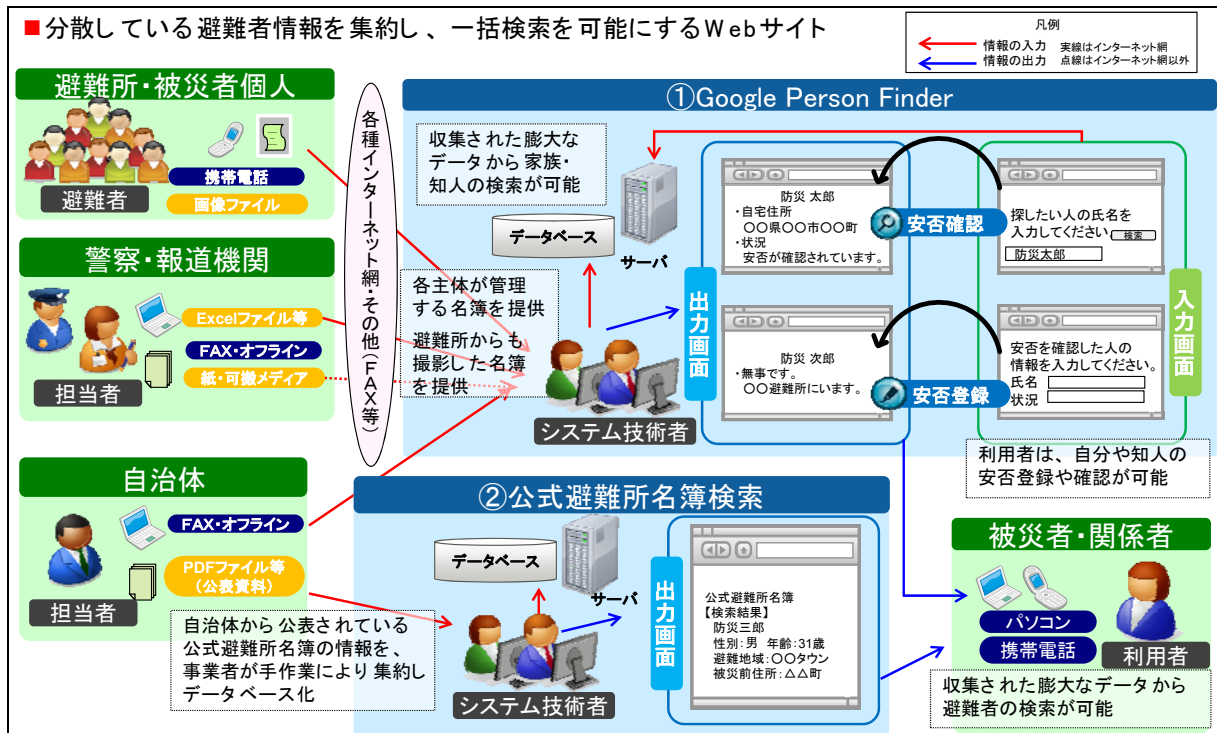 ■分散している避難者情報を集約し、一括検索を可能にするWebサイト
凡例
情報の入力 実線はインターネット網
情報の出力 点線はインターネット網以外
避難所・被災者個人
携帯電話
画像ファイル
避難者
警察・報道機関
Excelファイル等
FAX・オフライン
紙・可搬メディア
担当者
自治体
FAX・オフライン
PDFファイル等
(公表資料)
担当者
各種インターネット網・その他(FAX等)
①Google Person Finder
収集された膨大な
データから家族・
知人の検索が可能
データベース
サーバ
各主体が管理
する名簿を提供
避難所からも
撮影した名簿
を提供
システム技術者
出力画面
防災 太郎
・自宅住所
〇〇県〇〇市〇〇町
・状況
安否が確認されています。
安否確認
探したい人の氏名を
入力してください
検索
防災太郎
防災 次郎
・無事です。
〇〇避難所にいます。
安否登録
安否を確認した人の
情報を入力してください。
氏名
状況
入力画面
利用者は、自分や知人の
安否登録や確認が可能
②公式避難所名簿検索
データベース
サーバ
システム技術者
自治体から公表されている
公式避難所名簿の情報を、
事業者が手作業により集約し
データベース化
出力画面
公式避難所名簿
【検索結果】
防災三郎
性別:男 年齢:31歳
避難地域:〇〇タウン
被災前住所:△△町
被災者・関係者
パソコン
携帯電話
利用者
収集された膨大なデータから
避難者の検索が可能